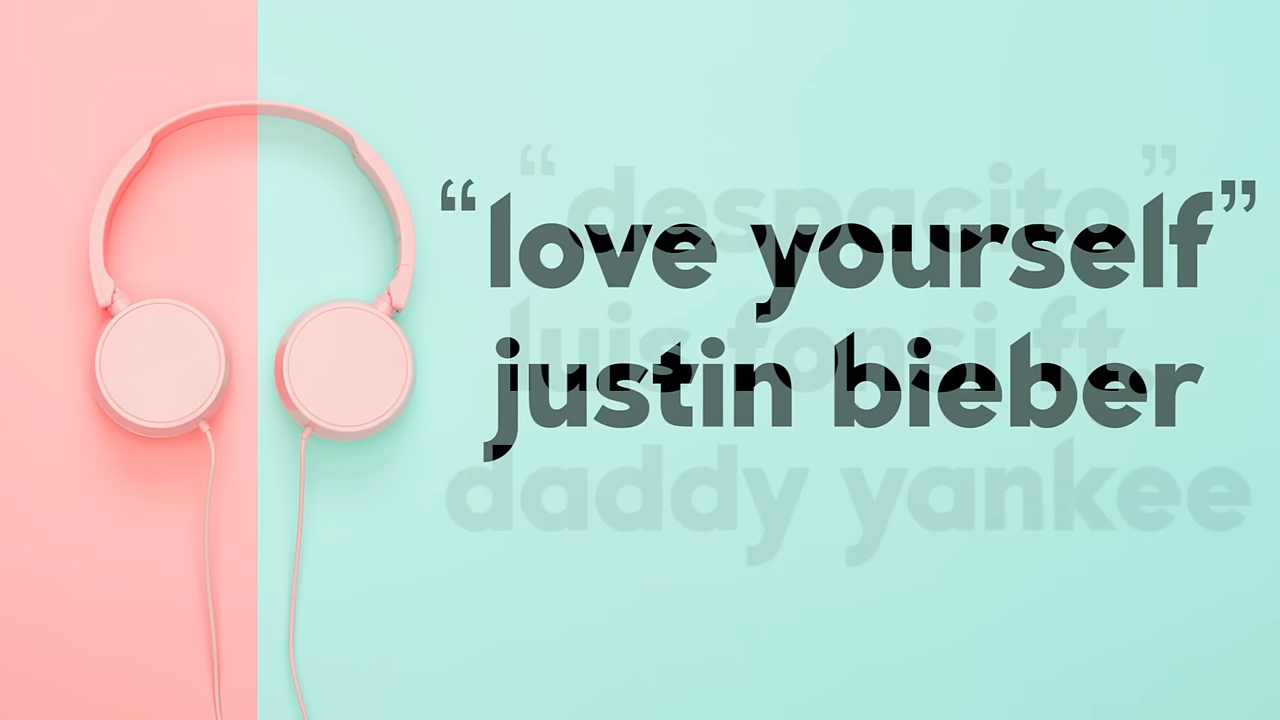 “despacito”
luis fonsi ft.
daddy yankee
“love yourself”
justin bieber